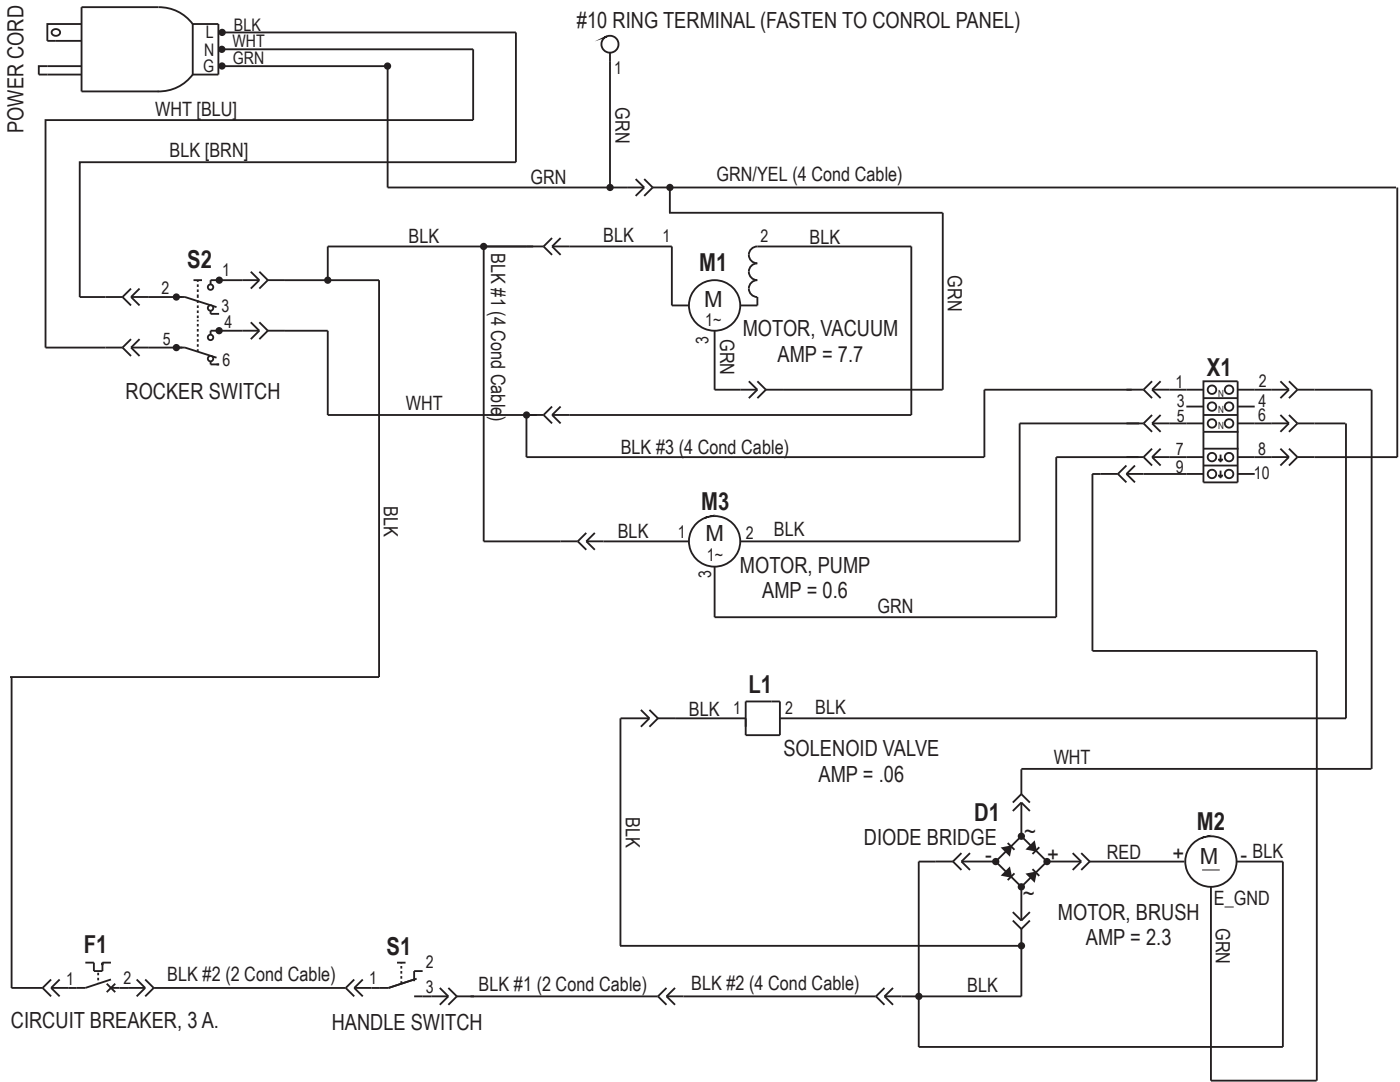 POWER CORD
L
N
G
BLK
WHT
GRN
#10 RING TERMINAL (FASTEN TO CONROL PANEL)
1
GRN
WHT [BLU]
BLK [BRN]
GRN
GRN/YEL (4 Cond Cable)
S2
1
2
3
4
5
6
ROCKER SWITCH
BLK
BLK
1
2
BLK
BLK #1 (4 Cond Cable)
M1
M
1~
3
GRN
MOTOR, VACUUM
AMP = 7.7
GRN
WHT
BLK #3 (4 Cond Cable)
X1
1
2
3
4
5
6
7
8
9
10
N
N
N
BLK
M3
BLK
1
M
1~
2
BLK
3
MOTOR, PUMP
AMP = 0.6
GRN
L1
BLK
1
2
BLK
SOLENOID VALVE
AMP = .06
WHT
BLK
D1
DIODE BRIDGE
~
-
+
~
RED
M2
+
M
-
BLK
E_GND
GRN
MOTOR, BRUSH
AMP = 2.3
F1
1
2
CIRCUIT BREAKER, 3 A.
BLK #2 (2 Cond Cable)
S1
1
2
3
HANDLE SWITCH
BLK #1 (2 Cond Cable)
BLK #2 (4 Cond Cable)
BLK